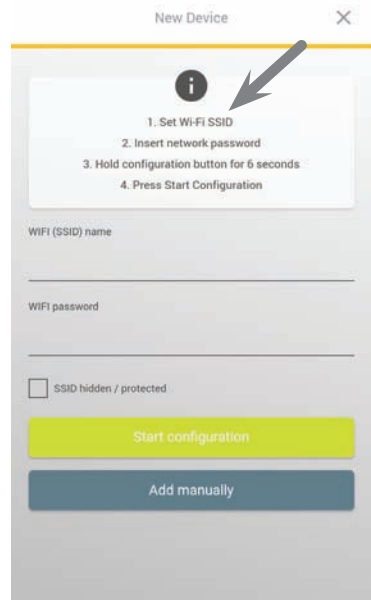 New Device
1. Set Wi-Fi SSID
2. Insert network password
3. Hold configuration button for 6 seconds
4. Press Start Configuration
WIFI (SSID) name
WIFI password
SSID hidden / protected
Start configuration
Add manually